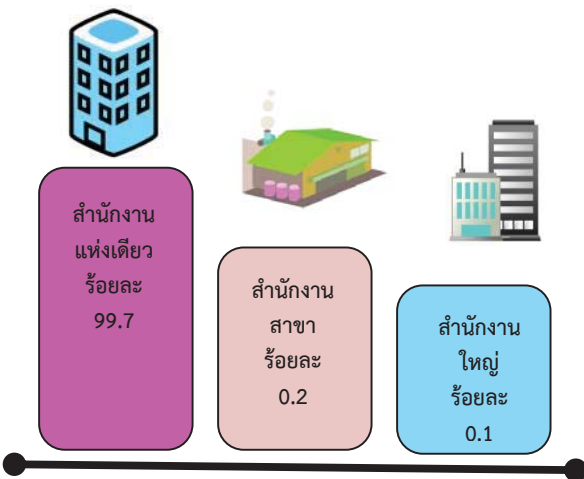 สำนักงาน
แห่งเดียว
ร้อยละ
99.7
สำนักงาน
สาขา
ร้อยละ
0.2
สำนักงาน
ใหญ่
ร้อยละ
0.1